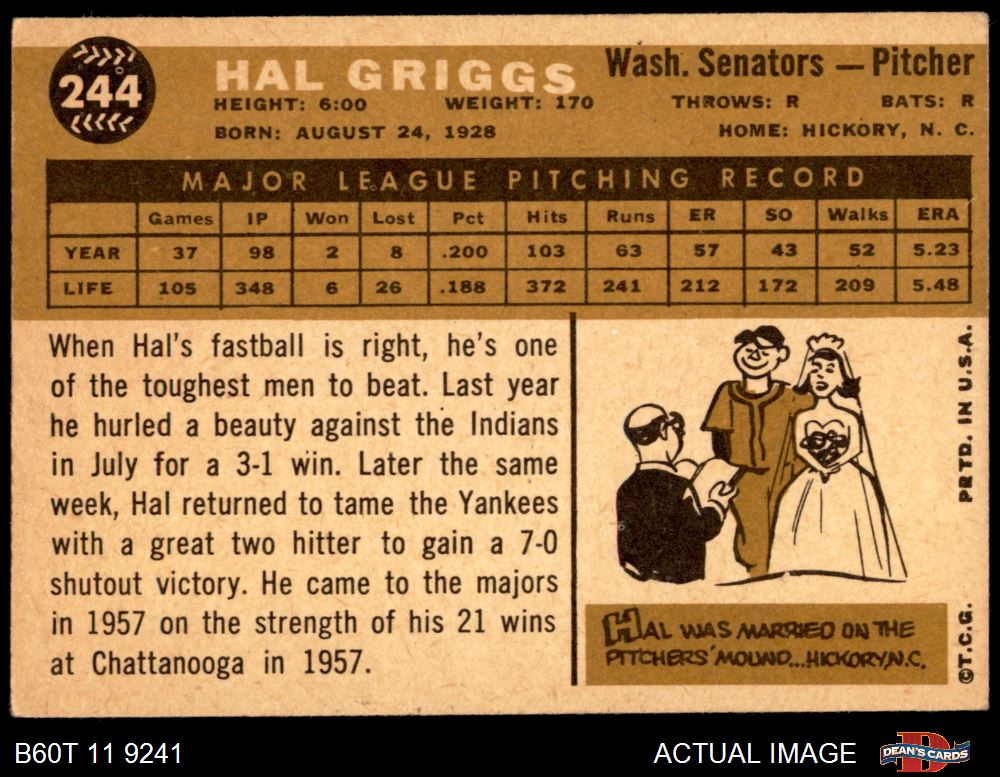 244
HAL GRIGGS
Wash. Senators — Pitcher
HEIGHT: 6:00 WEIGHT: 170 THROWS: R BATS: R
BORN: AUGUST 24, 1928 HOME: HICKORY, N. C.
MAJOR LEAGUE PITCHING RECORD
Games IP Won Lost Pct Hits Runs ER SO Walks ERA
YEAR 37 98 2 8 .200 103 63 57 43 52 5.23
LIFE 105 348 6 26 .188 372 241 212 172 209 5.48
When Hal's fastball is right, he's one
of the toughest men to beat. Last year
he hurled a beauty against the Indians
in July for a 3-1 win. Later the same
week, Hal returned to tame the Yankees
with a great two hitter to gain a 7-0
shutout victory. He came to the majors
in 1957 on the strength of his 21 wins
at Chattanooga in 1957.
HAL WAS MARRIED ON THE
PITCHERS' MOUND...HICKORY,N.C.
©T.C.G. PRTD. IN U.S.A.
B60T 11 9241
ACTUAL IMAGE
DEAN'S CARDS